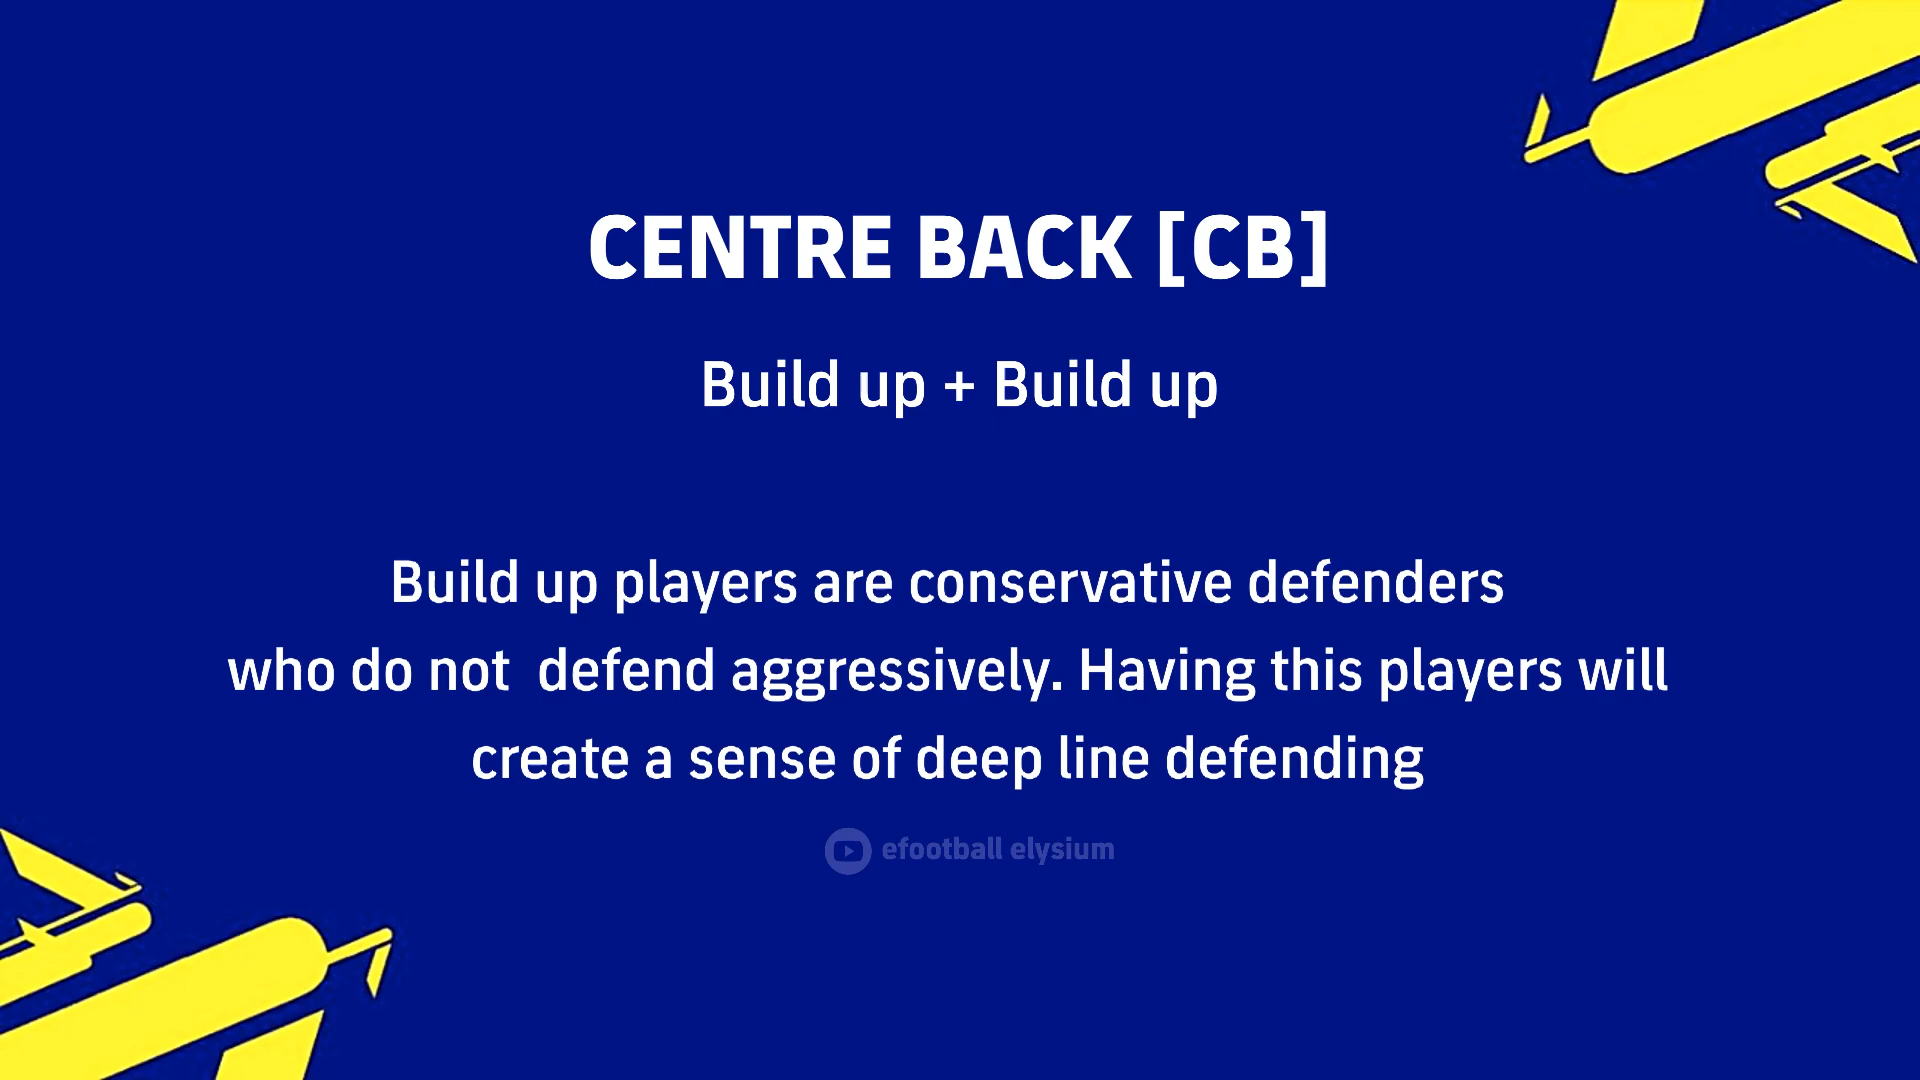 CENTRE BACK [CB]
Build up + Build up
Build up players are conservative defenders
who do not  defend aggressively. Having this players will
create a sense of deep line defending
efootball elysium